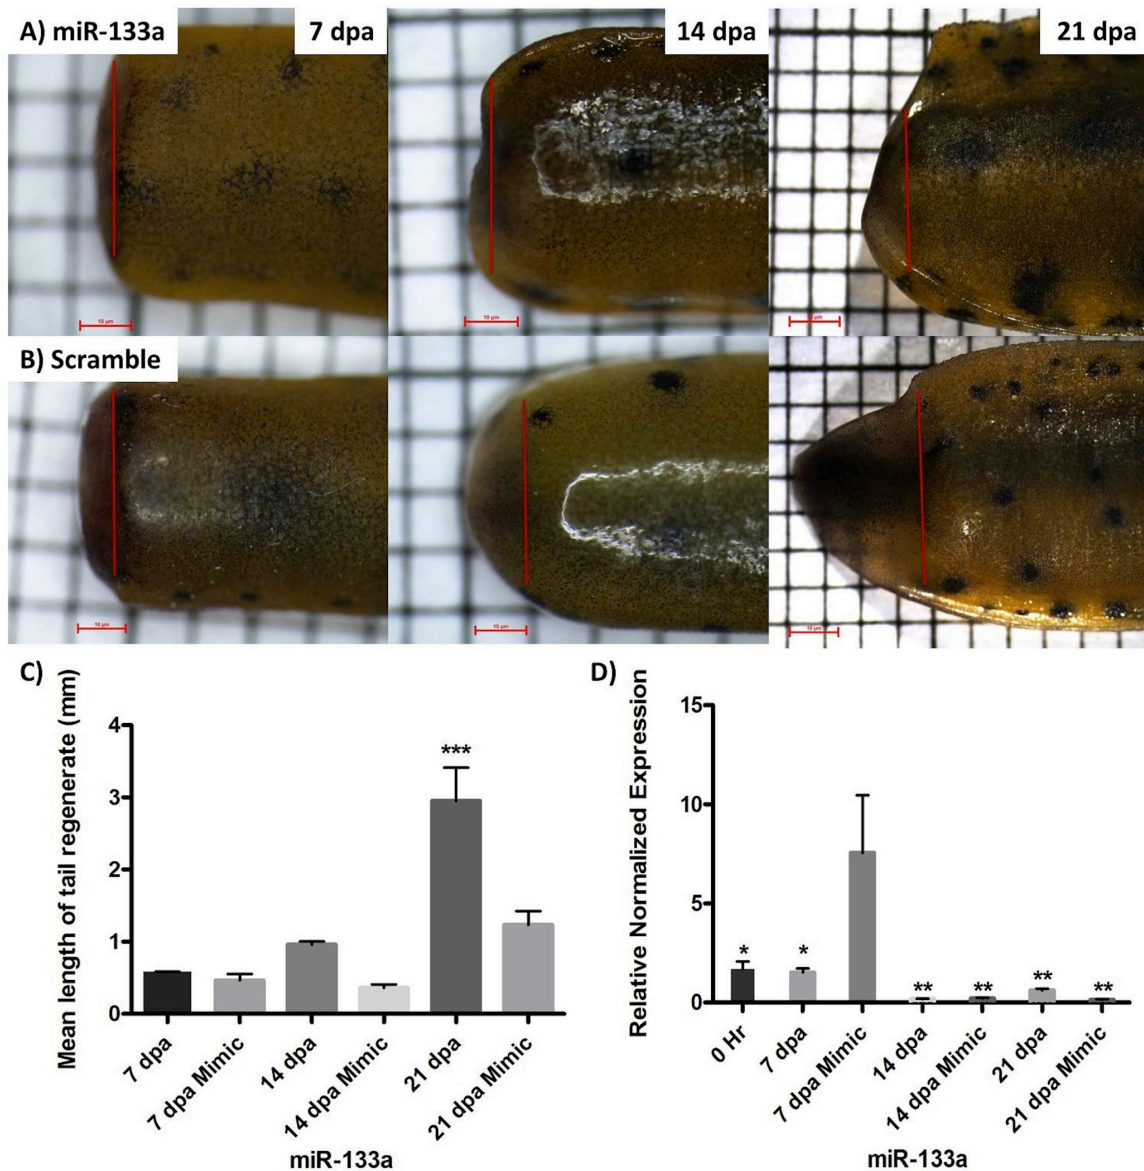 A) miR-133a
7 dpa
14 dpa
21 dpa
10 µm
10 µm
10 µm
B) Scramble
10 µm
10 µm
10 µm
C)
Mean length of tail regenerate (mm)
4
3
2
1
0
7 dpa
7 dpa Mimic
14 dpa
14 dpa Mimic
21 dpa
21 dpa Mimic
miR-133a
***
D)
Relative Normalized Expression
15
10
5
0
*
*
**
**
**
**
0 Hr
7 dpa
7 dpa Mimic
14 dpa
14 dpa Mimic
21 dpa
21 dpa Mimic
miR-133a